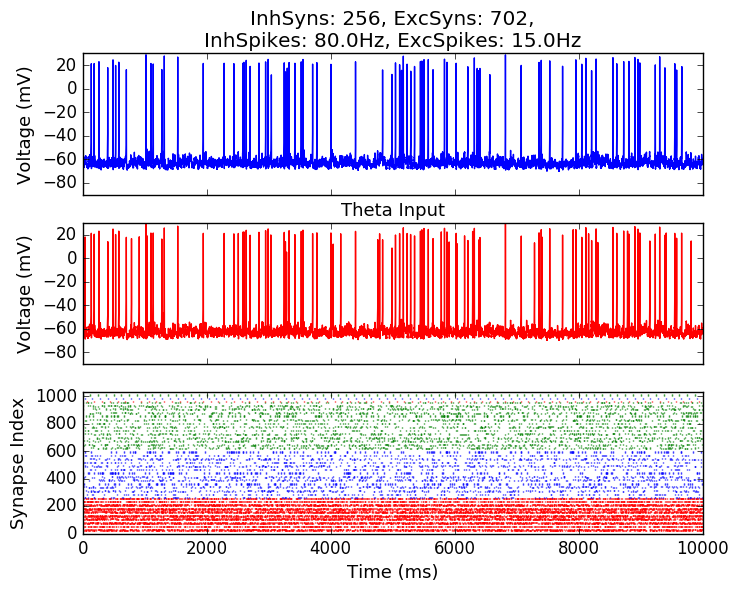 InhSyns: 256, ExcSyns: 702,
InhSpikes: 80.0Hz, ExcSpikes: 15.0Hz
20
0
−20
−40
−60
−80
Voltage (mV)
Theta Input
20
0
−20
−40
−60
−80
Voltage (mV)
1000
800
600
400
200
0
Synapse Index
0 2000 4000 6000 8000 10000
Time (ms)